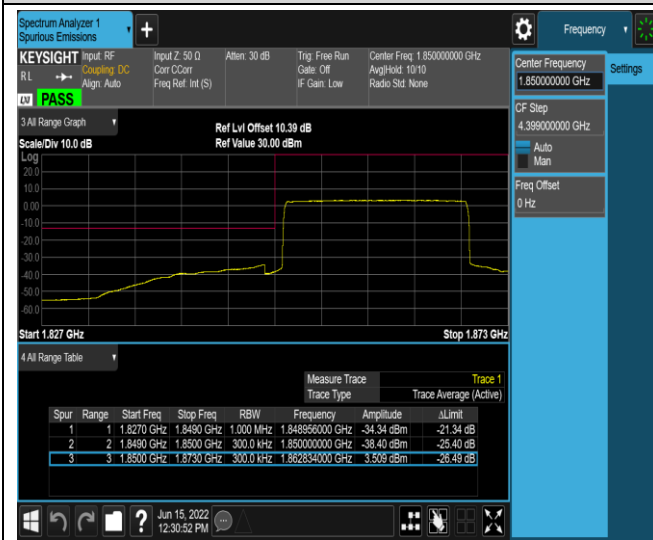 Spectrum Analyzer 1
Spurious Emissions
Frequency
KEYSIGHT
RL
Input: RF
Coupling: DC
Align: Auto
Input Z: 50 Ω
Corr CCorr
Freq Ref: Int (S)
Atten: 30 dB
Trig: Free Run
Gate: Off
IF Gain: Low
Center Freq: 1.850000000 GHz
Avg|Hold: 10/10
Radio Std: None
LXI
PASS
Center Frequency
1.850000000 GHz
Settings
CF Step
4.399000000 GHz
Auto
Man
Freq Offset
0 Hz
3 All Range Graph
Scale/Div 10.0 dB
Ref Lvl Offset 10.39 dB
Ref Value 30.00 dBm
Log
20.0
10.0
0.00
-10.0
-20.0
-30.0
-40.0
-50.0
-60.0
Start 1.827 GHz
Stop 1.873 GHz
4 All Range Table
Measure Trace Trace 1
Trace Type Trace Average (Active)
Spur Range Start Freq Stop Freq RBW Frequency Amplitude ΔLimit
1 1 1.8270 GHz 1.8490 GHz 1.000 MHz 1.848956000 GHz -34.34 dBm -21.34 dB
2 2 1.8490 GHz 1.8500 GHz 300.0 kHz 1.850000000 GHz -38.40 dBm -25.40 dB
3 3 1.8500 GHz 1.8730 GHz 300.0 kHz 1.862834000 GHz 3.509 dBm -26.49 dB
Jun 15, 2022
12:30:52 PM